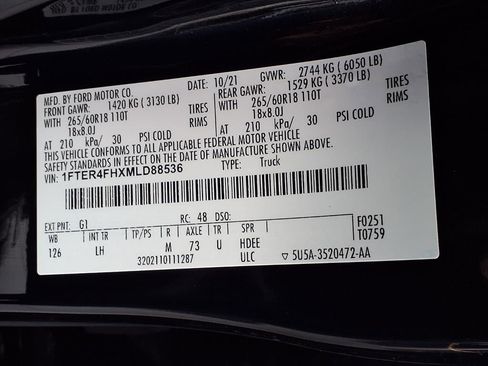 MFD. BY FORD MOTOR CO. DATE: 10/21 GVWR: 2744 KG ( 6050 LB)
FRONT GAWR: 1420 KG ( 3130 LB) REAR GAWR: 1529 KG ( 3370 LB)
WITH 265/60R18 110T TIRES WITH 265/60R18 110T TIRES
18x8.0J RIMS 18x8.0J RIMS
AT 210 kPa/ 30 PSI COLD AT 210 kPa/ 30 PSI COLD
THIS VEHICLE CONFORMS TO ALL APPLICABLE FEDERAL MOTOR VEHICLE
SAFETY STANDARDS IN EFFECT ON THE DATE OF MANUFACTURE SHOWN ABOVE.
VIN: 1FTER4FHXMLD88536 TYPE: Truck
EXT PNT: G1 RC: 48 DSO: F0251
WB INT TR TP/PS R AXLE TR SPR T0759
126 LH M 73 U HDEE
3202110111287 ULC ▽ 5U5A-3520472-AA